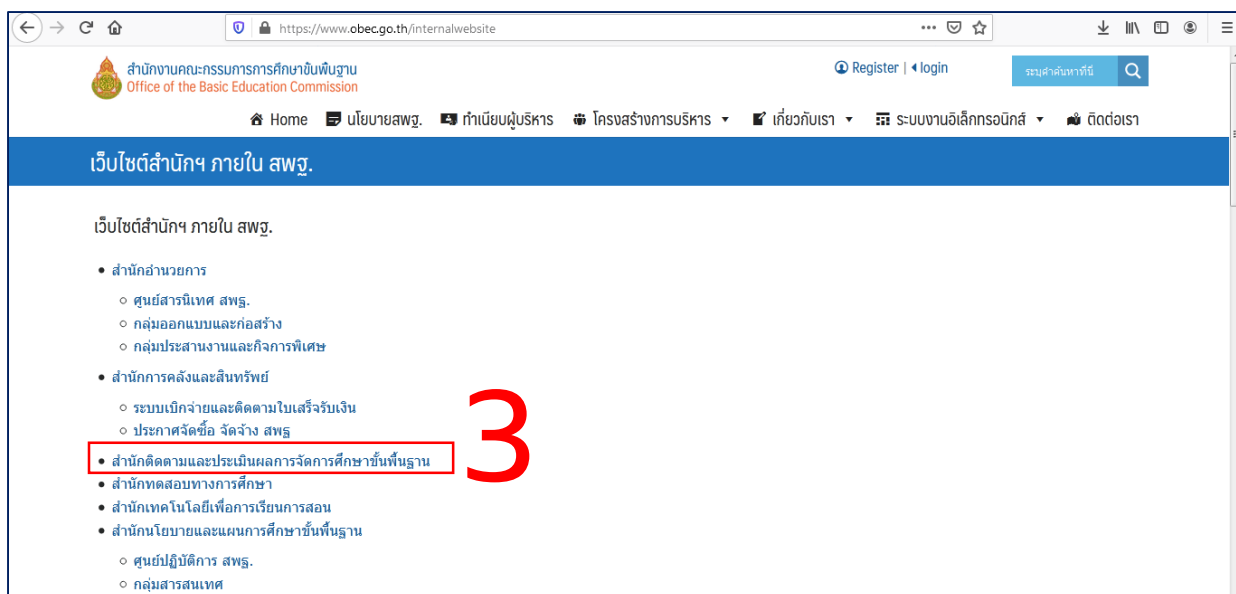 https://www.obec.go.th/internalwebsite
สำนักงานคณะกรรมการการศึกษาขั้นพื้นฐาน
Office of the Basic Education Commission
Register | login
ระบุคำค้นหาที่นี่
Home นโยบายสพฐ. ทำเนียบผู้บริหาร โครงสร้างการบริหาร เกี่ยวกับเรา ระบบงานอิเล็กทรอนิกส์ ติดต่อเรา
เว็บไซต์สำนักฯ ภายใน สพฐ.
เว็บไซต์สำนักฯ ภายใน สพฐ.
สำนักอำนวยการ
ศูนย์สารนิเทศ สพฐ.
กลุ่มออกแบบและก่อสร้าง
กลุ่มประสานงานและกิจการพิเศษ
สำนักการคลังและสินทรัพย์
ระบบเบิกจ่ายและติดตามใบเสร็จรับเงิน
ประกาศจัดซื้อ จัดจ้าง สพฐ
สำนักติดตามและประเมินผลการจัดการศึกษาขั้นพื้นฐาน
3
สำนักทดสอบทางการศึกษา
สำนักเทคโนโลยีเพื่อการเรียนการสอน
สำนักนโยบายและแผนการศึกษาขั้นพื้นฐาน
ศูนย์ปฏิบัติการ สพฐ.
กลุ่มสารสนเทศ